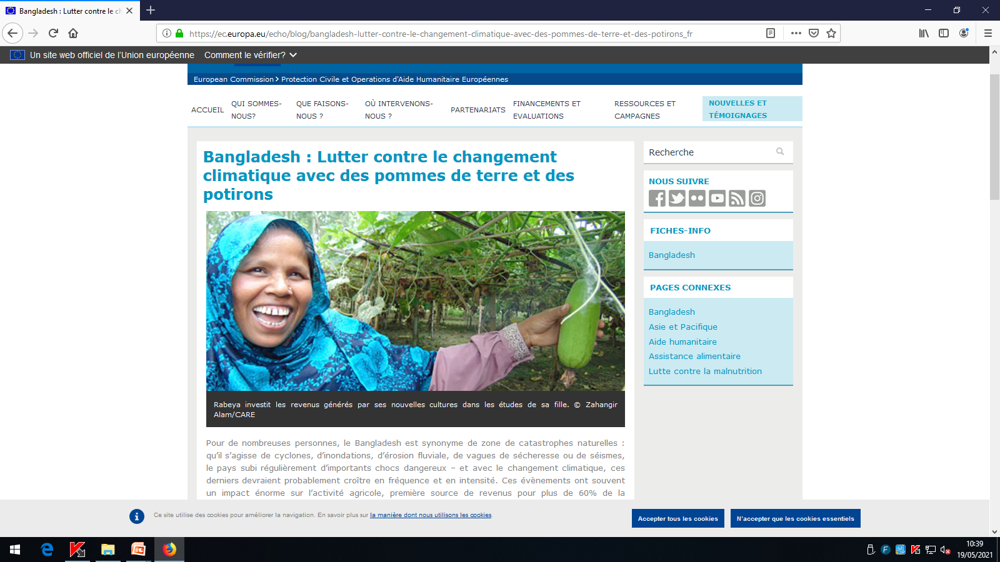 Bangladesh : Lutter contre le ch
https://ec.europa.eu/echo/blog/bangladesh-lutter-contre-le-changement-climatique-avec-des-pommes-de-terre-et-des-potirons_fr
Un site web officiel de l'Union européenne Comment le vérifier?
European Commission > Protection Civile et Operations d'Aide Humanitaire Européennes
ACCUEIL
QUI SOMMES-
NOUS?
QUE FAISONS-
NOUS ?
OÙ INTERVENONS-
NOUS ?
PARTENARIATS
FINANCEMENTS ET
EVALUATIONS
RESSOURCES ET
CAMPAGNES
NOUVELLES ET
TÉMOIGNAGES
Bangladesh : Lutter contre le changement
climatique avec des pommes de terre et des
potirons
Rabeya investit les revenus générés par ses nouvelles cultures dans les études de sa fille. © Zahangir
Alam/CARE
Pour de nombreuses personnes, le Bangladesh est synonyme de zone de catastrophes naturelles :
qu'il s'agisse de cyclones, d'inondations, d'érosion fluviale, de vagues de sécheresse ou de séismes,
le pays subi régulièrement d'importants chocs dangereux – et avec le changement climatique, ces
derniers devraient probablement croître en fréquence et en intensité. Ces évènements ont souvent
un impact énorme sur l'activité agricole, première source de revenus pour plus de 60% de la
Recherche
NOUS SUIVRE
FICHES-INFO
Bangladesh
PAGES CONNEXES
Bangladesh
Asie et Pacifique
Aide humanitaire
Assistance alimentaire
Lutte contre la malnutrition
Ce site utilise des cookies pour améliorer la navigation. En savoir plus sur la manière dont nous utilisons les cookies.
Accepter tous les cookies
N'accepter que les cookies essentiels
10:39
19/05/2021